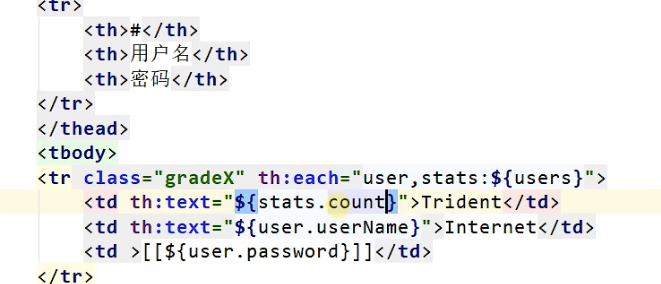 <tr>
<th>#</th>
<th>用户名</th>
<th>密码</th>
</tr>
</thead>
<tbody>
<tr class="gradeX" th:each="user,stats:${users}">
<td th:text="${stats.count}">Trident</td>
<td th:text="${user.userName}">Internet</td>
<td >[[${user.password}]]</td>
</tr>